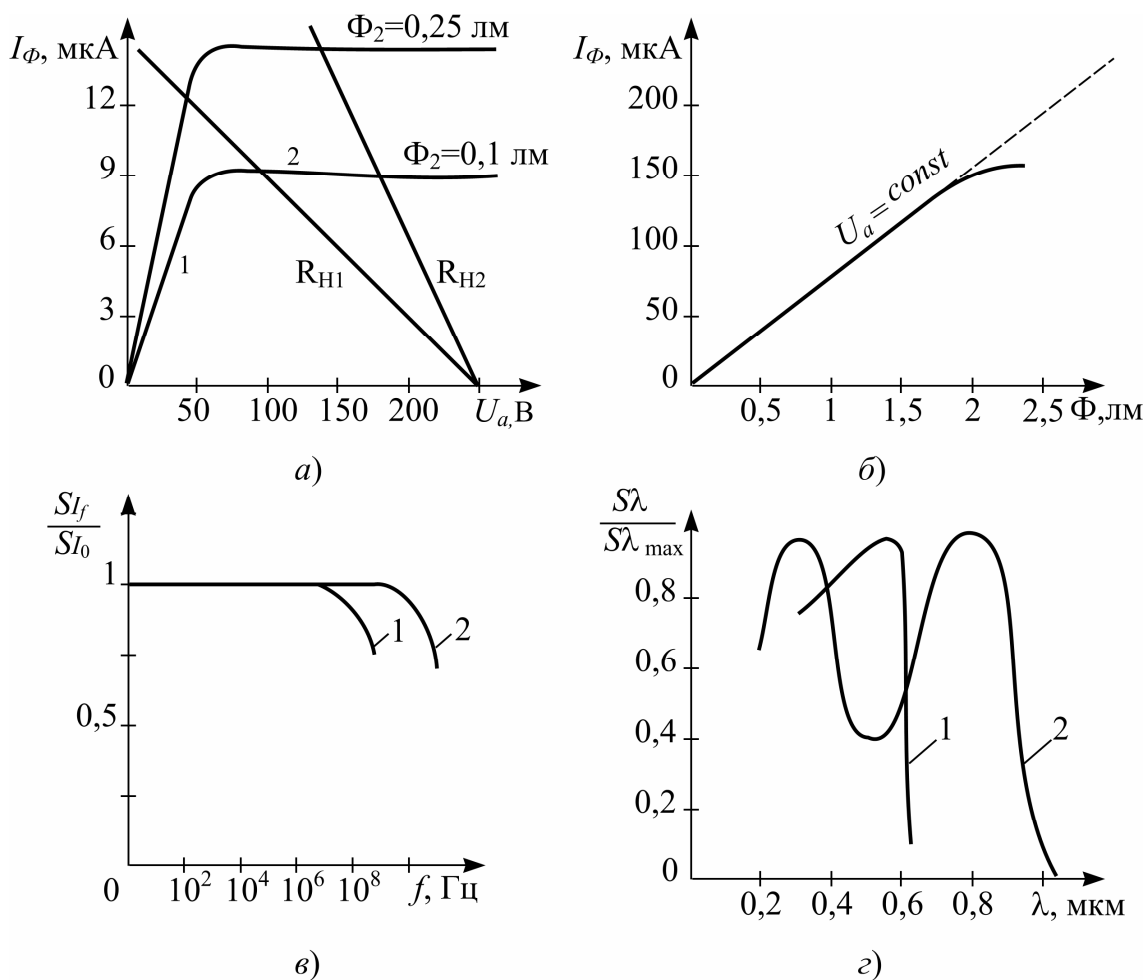 I_Ф, мкА
Ф₂=0,25 лм
12
9
2
Ф₂=0,1 лм
6
1
R_Н1
R_Н2
3
0
50
100
150
200
U_а,В
а)
I_Ф, мкА
200
150
U_а=const
100
50
0
0,5
1
1,5
2
2,5
Ф,лм
б)
SI_f
SI_0
1
1
2
0,5
0
10²
10⁴
10⁶
10⁸
f, Гц
в)
Sλ
Sλ_max
0,8
0,6
0,4
1
2
0,2
0
0,2
0,4
0,6
0,8
λ, мкм
г)